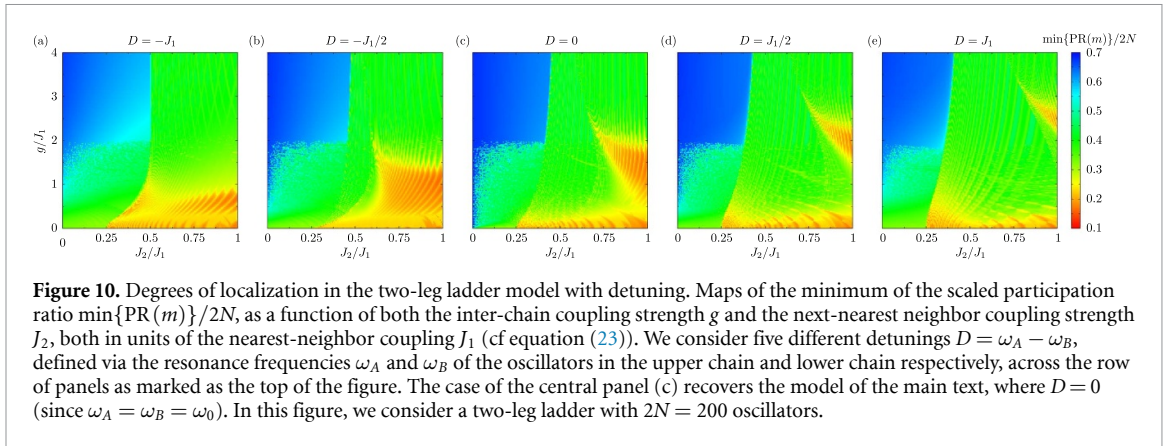 (a) D = −J₁ (b) D = −J₁/2 (c) D = 0 (d) D = J₁/2 (e) D = J₁ min{PR(m)}/2N
4 0.7
3 0.6
0.5
2 0.4
g/J₁
1 0.3
0.2
0 0.1
0 0.25 0.5 0.75 1 0 0.25 0.5 0.75 1 0 0.25 0.5 0.75 1 0 0.25 0.5 0.75 1 0 0.25 0.5 0.75 1
J₂/J₁ J₂/J₁ J₂/J₁ J₂/J₁ J₂/J₁
Figure 10. Degrees of localization in the two-leg ladder model with detuning. Maps of the minimum of the scaled participation
ratio min{PR(m)}/2N, as a function of both the inter-chain coupling strength g and the next-nearest neighbor coupling strength
J₂, both in units of the nearest-neighbor coupling J₁ (cf equation (23)). We consider five different detunings D = ω_A − ω_B,
defined via the resonance frequencies ω_A and ω_B of the oscillators in the upper chain and lower chain respectively, across the row
of panels as marked as the top of the figure. The case of the central panel (c) recovers the model of the main text, where D = 0
(since ω_A = ω_B = ω₀). In this figure, we consider a two-leg ladder with 2N = 200 oscillators.